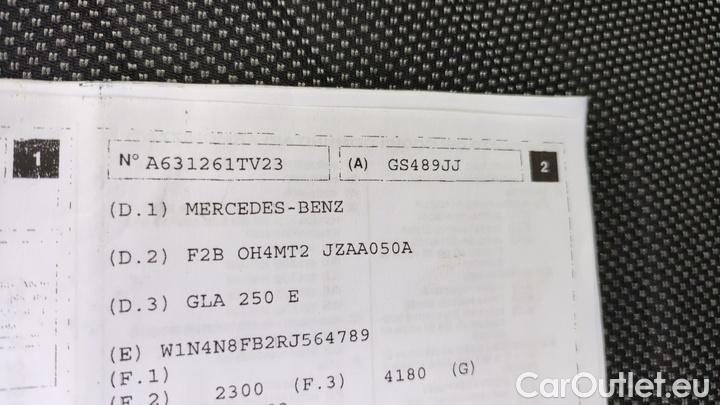 1
N° A631261TV23 (A) GS489JJ 2
(D.1) MERCEDES-BENZ
(D.2) F2B OH4MT2 JZAA050A
(D.3) GLA 250 E
(E) W1N4N8FB2RJ564789
(F.1)
(F.2) 2300 (F.3) 4180 (G)
CarOutlet.eu